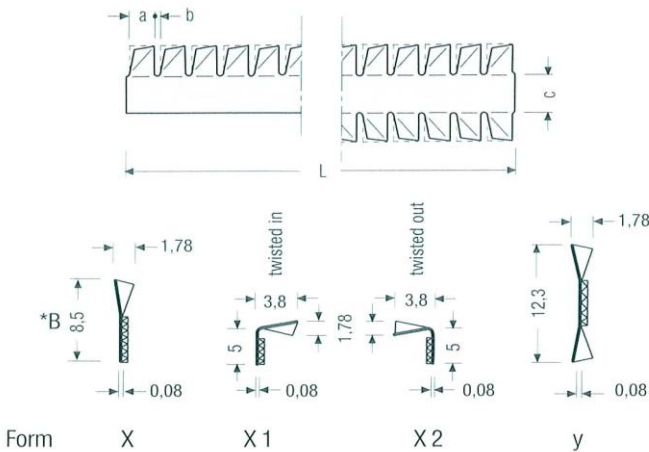 a b
c
L
1,78
*B
8,5
0,08
twisted in
3,8
5
1,78
0,08
twisted out
3,8
5
0,08
1,78
12,3
0,08
Form X X 1 X 2 y